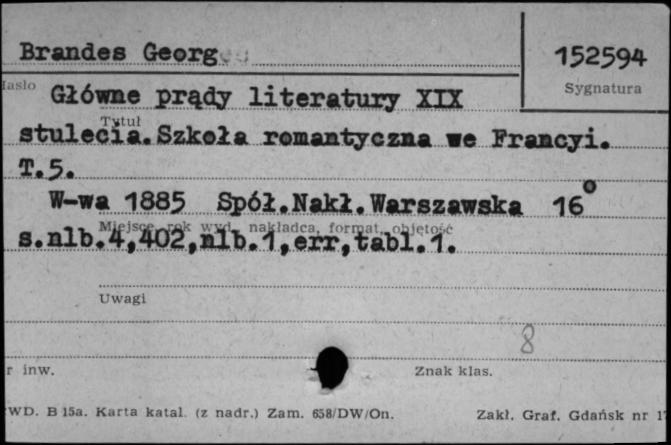 Brandes Georg
152594
Hasło
Sygnatura
Główne prądy literatury XIX
Tytuł
stulecia. Szkoła romantyczna we Francyi.
T.5.
W-wa 1885 Spół.Nakł.Warszawska 16°
Miejsce, rok wyd., nakładca, format, objętość
s.nlb.4,402,nlb.1,err,tabl.1.
Uwagi
8
r inw.
Znak klas.
WD. B 15a. Karta katal. (z nadr.) Zam. 658/DW/On.
Zakł. Graf. Gdańsk nr 1